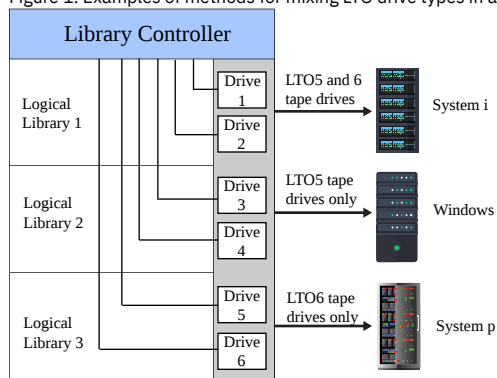 Figure 1. Examples of methods for mixing LTO drive types in a
Library Controller
Logical
Library 1
Drive
1
Drive
2
LTO5 and 6
tape drives
System i
Logical
Library 2
Drive
3
Drive
4
LTO5 tape
drives only
Windows
Logical
Library 3
Drive
5
Drive
6
LTO6 tape
drives only
System p